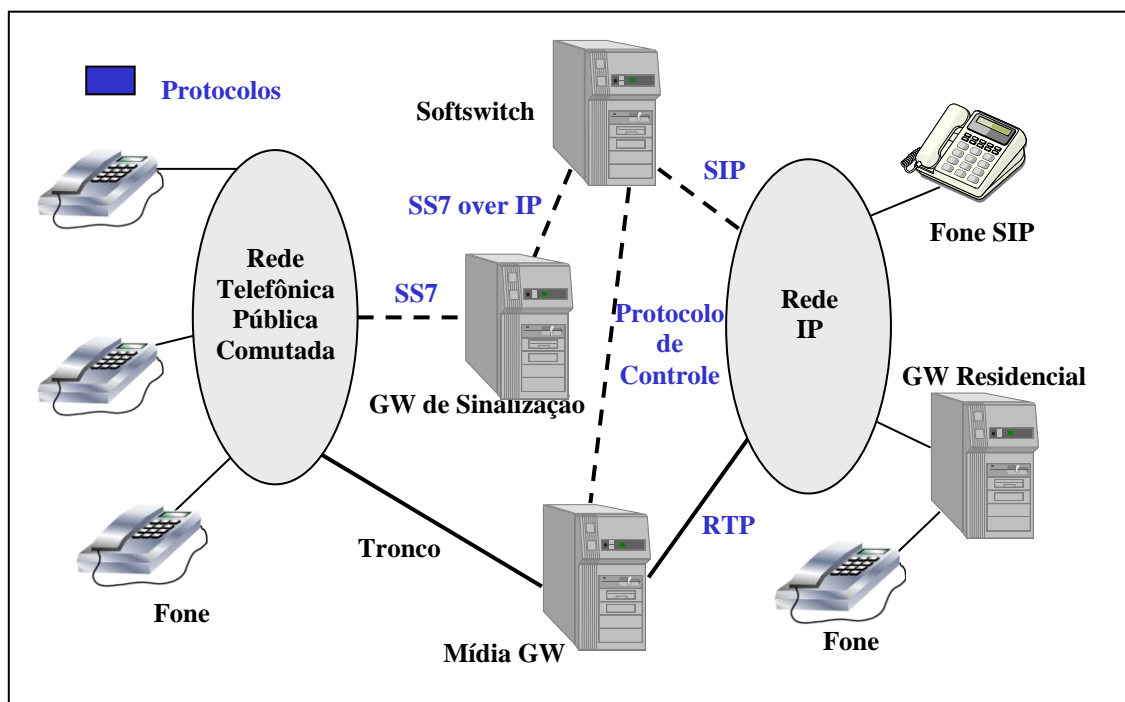 Protocolos
Softswitch
SIP
SS7 over IP
Fone SIP
Rede
Telefônica
Pública
Comutada
SS7
Protocolo
de
Controle
Rede
IP
GW Residencial
GW de Sinalização
RTP
Tronco
Fone
Mídia GW
Fone